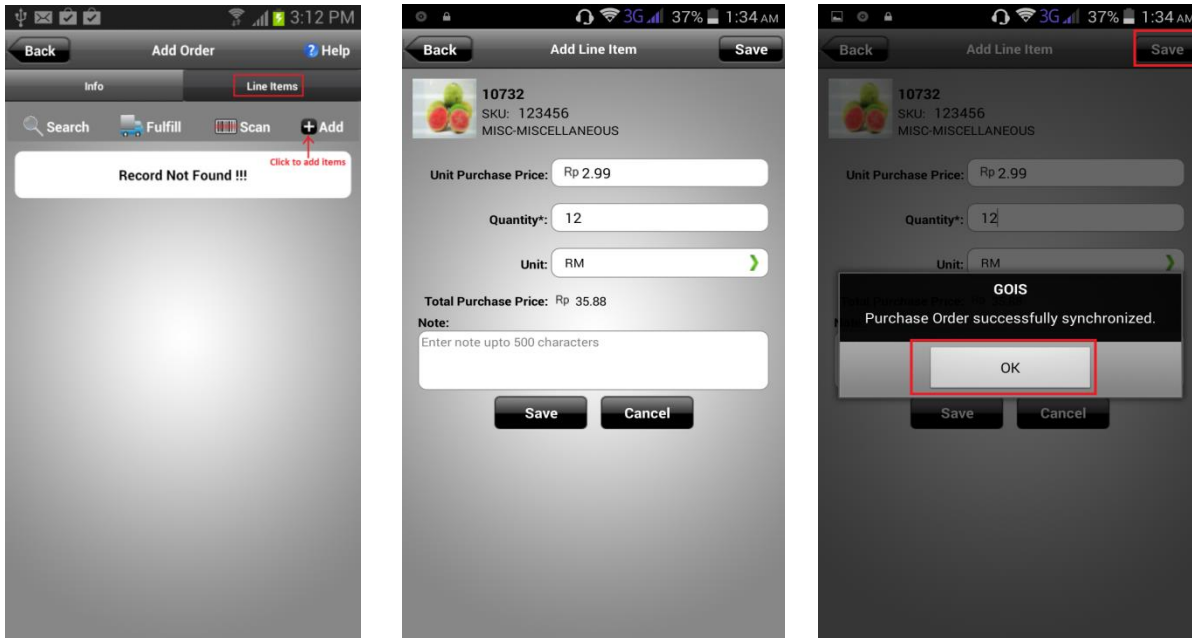 3:12 PM
Back Add Order ? Help
Info Line Items
Search Fulfill Scan + Add
Click to add items
Record Not Found !!!
3G 37% 1:34 AM
Back Add Line Item Save
10732
SKU: 123456
MISC-MISCELLANEOUS
Unit Purchase Price: Rp 2.99
Quantity*: 12
Unit: RM
Total Purchase Price: Rp 35.88
Note:
Enter note upto 500 characters
Save Cancel
3G 37% 1:34 AM
Back Add Line Item Save
10732
SKU: 123456
MISC-MISCELLANEOUS
Unit Purchase Price: Rp 2.99
Quantity*: 12
Unit: RM
GOIS
Purchase Order successfully synchronized.
OK
Save Cancel